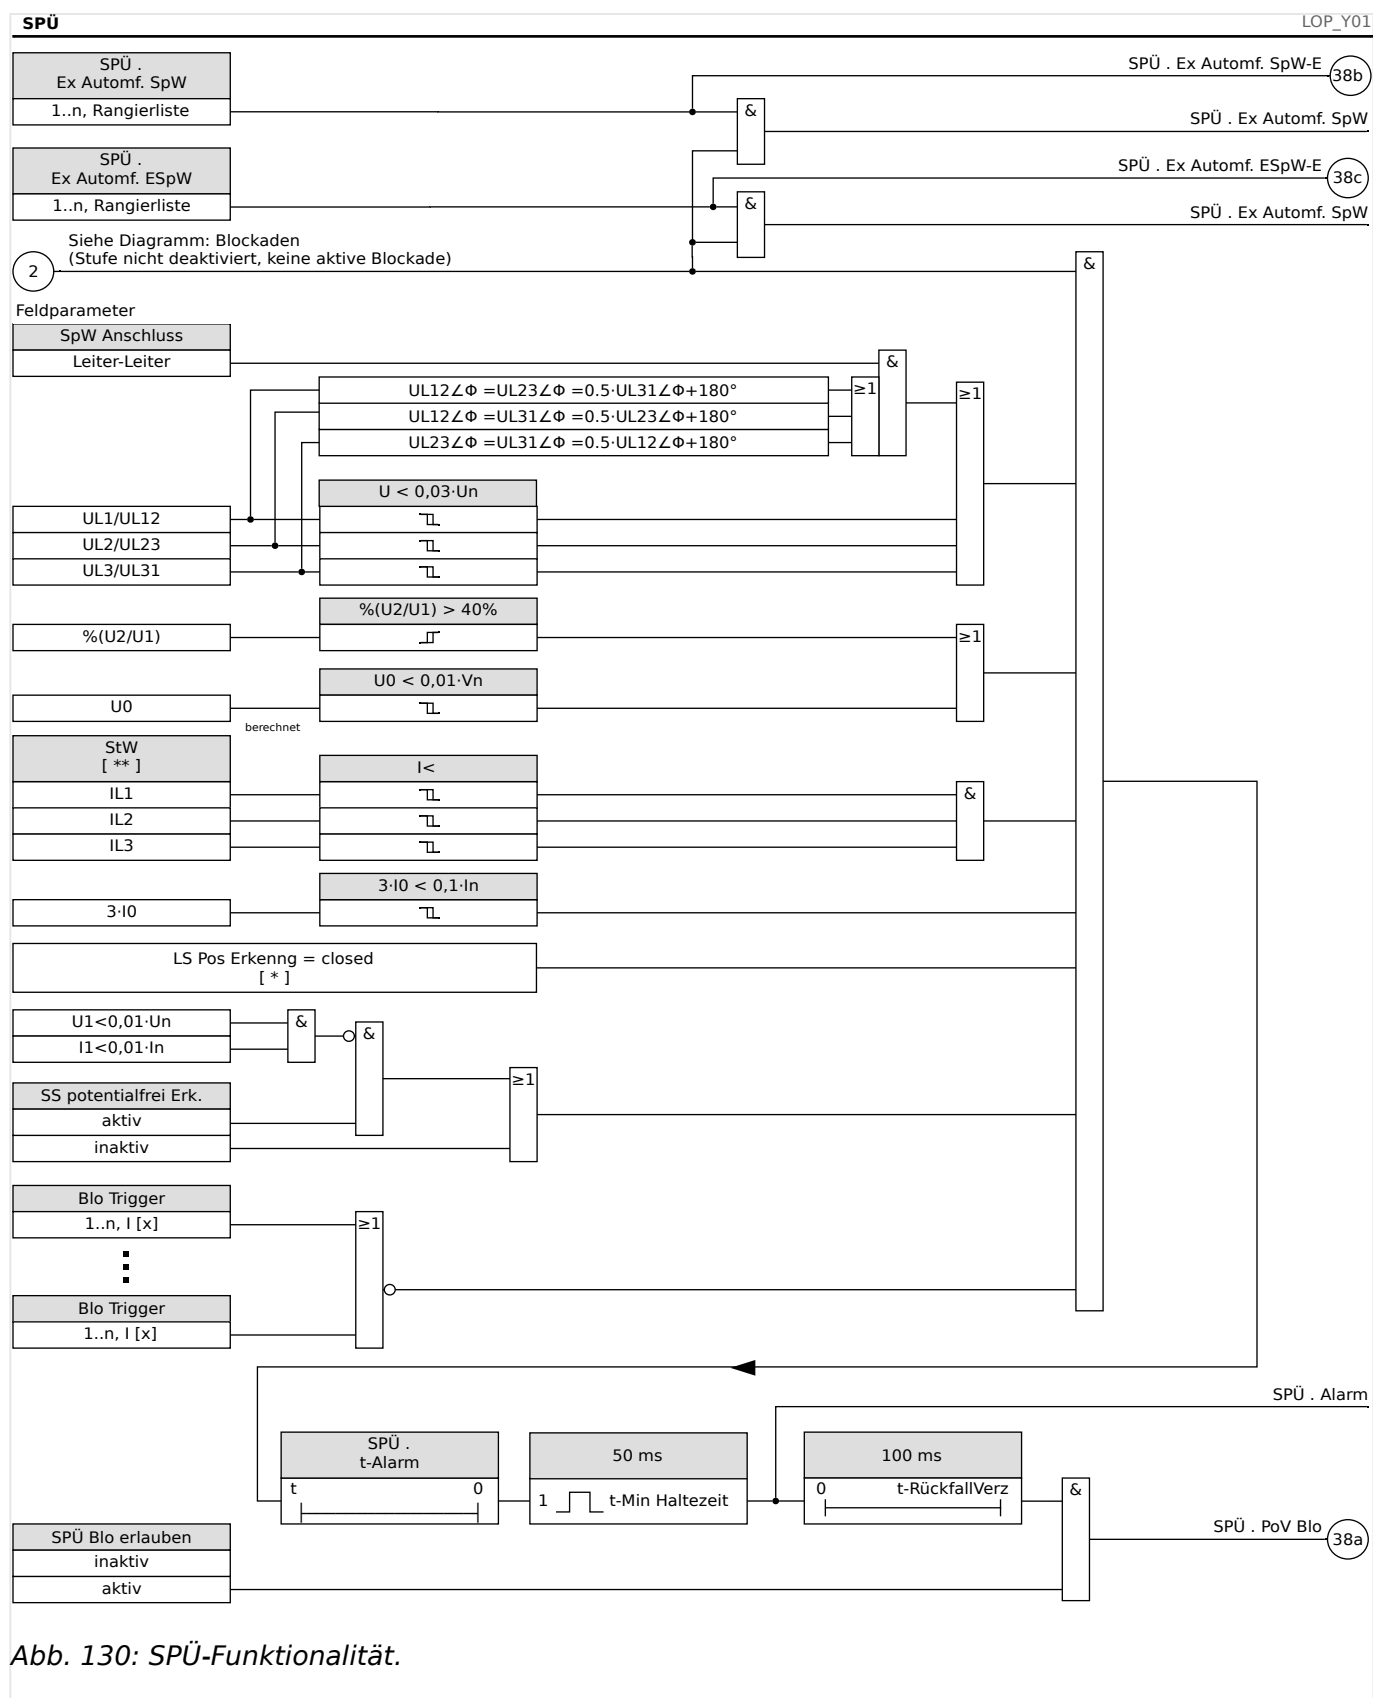 SPÜ
LOP_Y01
SPÜ .
Ex Automf. SpW
1..n, Rangierliste
SPÜ . Ex Automf. SpW-E
38b
&
SPÜ . Ex Automf. SpW
SPÜ .
Ex Automf. ESpW
1..n, Rangierliste
SPÜ . Ex Automf. ESpW-E
38c
&
SPÜ . Ex Automf. SpW
Siehe Diagramm: Blockaden
(Stufe nicht deaktiviert, keine aktive Blockade)
2
&
Feldparameter
SpW Anschluss
Leiter-Leiter
&
UL12∠Φ =UL23∠Φ =0.5·UL31∠Φ+180°
≥1
≥1
UL12∠Φ =UL31∠Φ =0.5·UL23∠Φ+180°
UL23∠Φ =UL31∠Φ =0.5·UL12∠Φ+180°
U < 0,03·Un
UL1/UL12
UL2/UL23
UL3/UL31
%(U2/U1) > 40%
%(U2/U1)
≥1
U0 < 0,01·Vn
U0
berechnet
StW
[ ** ]
I<
IL1
&
IL2
IL3
3·I0 < 0,1·In
3·I0
LS Pos Erkenng = closed
[ * ]
U1<0,01·Un
&
&
I1<0,01·In
≥1
SS potentialfrei Erk.
aktiv
inaktiv
Blo Trigger
1..n, I [x]
≥1
Blo Trigger
1..n, I [x]
SPÜ . Alarm
SPÜ .
t-Alarm
50 ms
100 ms
t
0
1
t-Min Haltezeit
0
t-RückfallVerz
&
SPÜ . PoV Blo
38a
SPÜ Blo erlauben
inaktiv
aktiv
Abb. 130: SPÜ-Funktionalität.